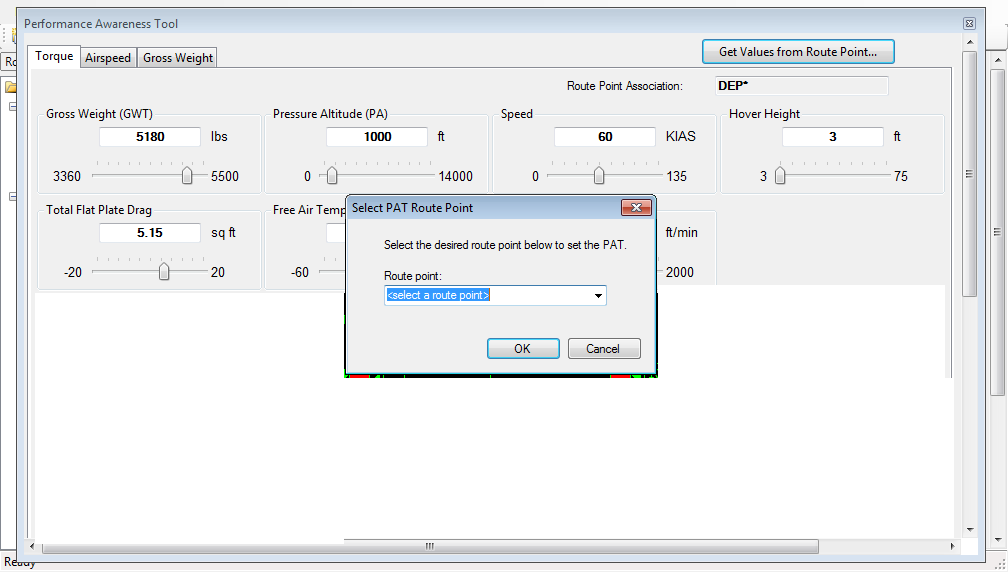 Performance Awareness Tool
Torque Airspeed Gross Weight
Get Values from Route Point...
Route Point Association: DEP*
Gross Weight (GWT) Pressure Altitude (PA) Speed Hover Height
5180 lbs 1000 ft 60 KIAS 3 ft
3360 5500 0 14000 0 135 3 75
Select PAT Route Point
Total Flat Plate Drag Free Air Temp
5.15 sq ft ft/min
Select the desired route point below to set the PAT.
-20 20 -60 2000
Route point:
<select a route point>
OK Cancel
Ready